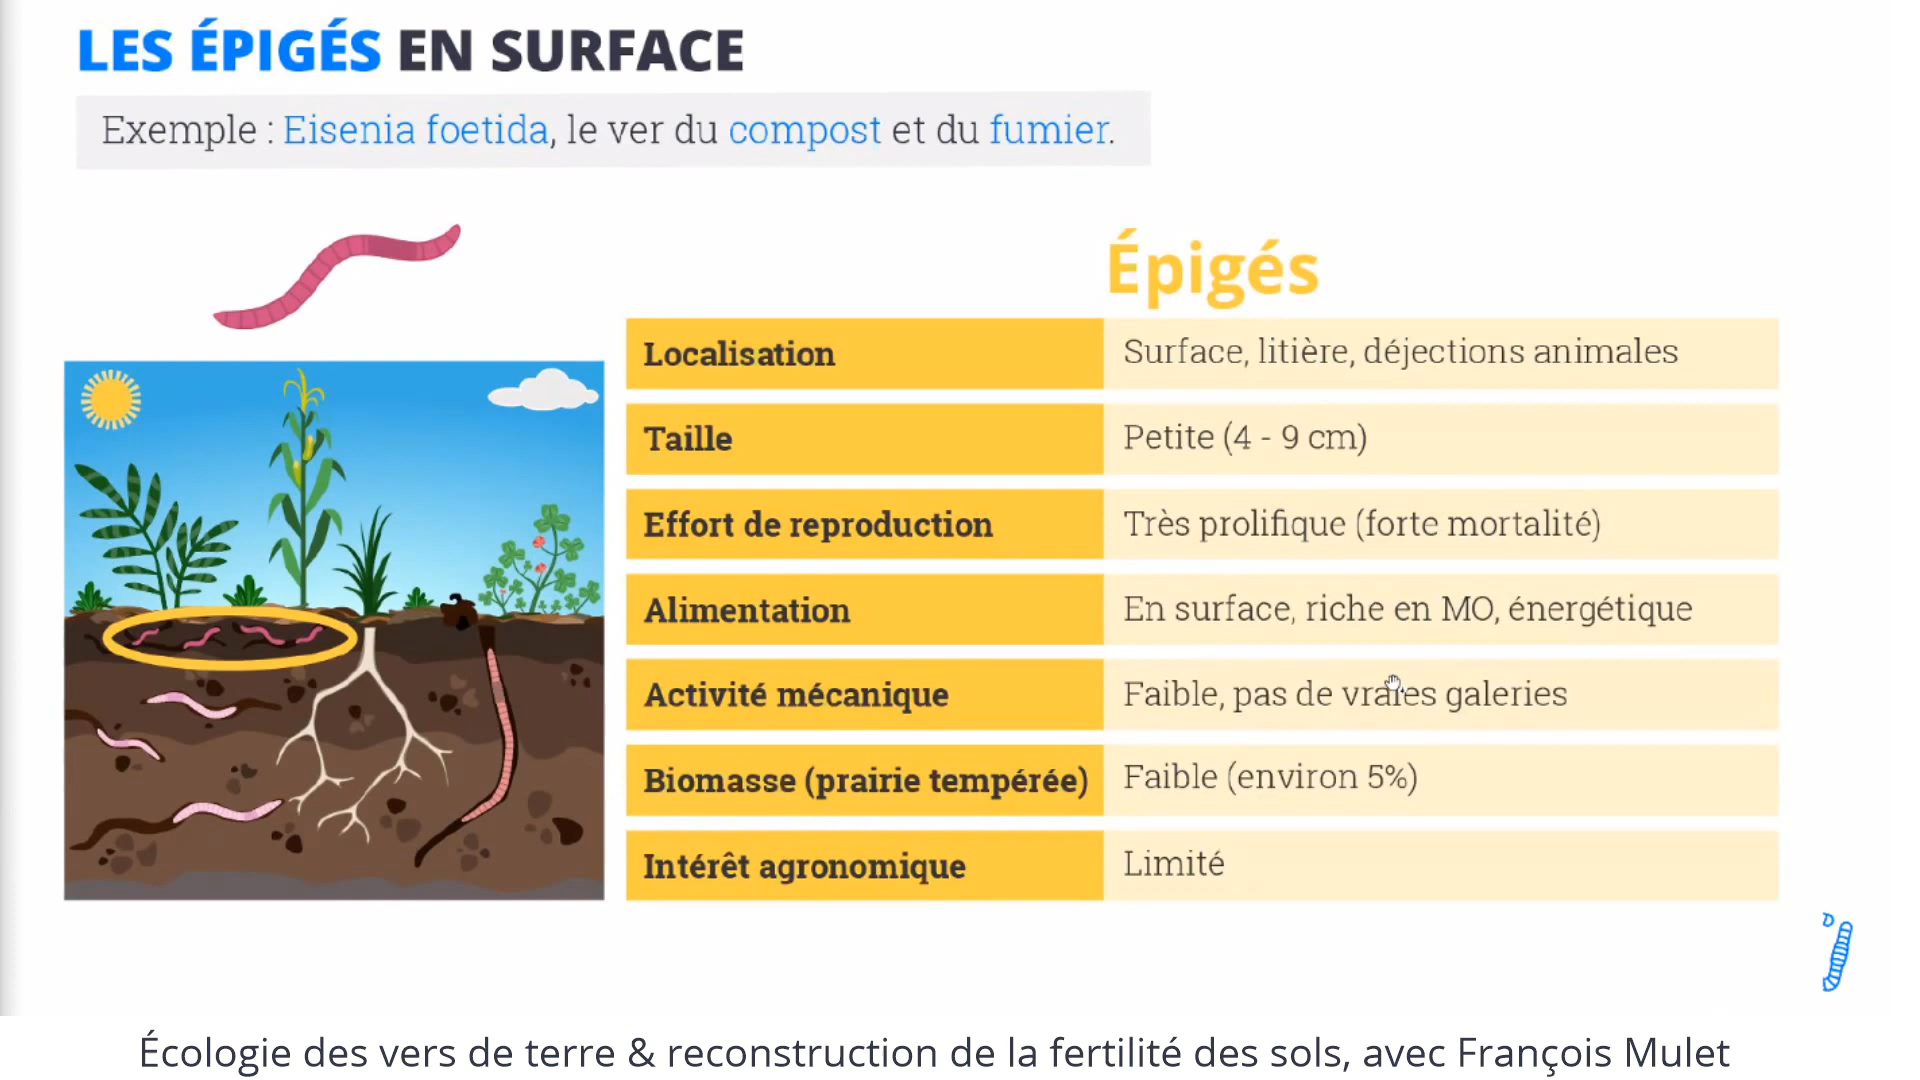 LES ÉPIGÉS EN SURFACE
Exemple : Eisenia foetida, le ver du compost et du fumier.
Épigés
Localisation Surface, litière, déjections animales
Taille Petite (4 - 9 cm)
Effort de reproduction Très prolifique (forte mortalité)
Alimentation En surface, riche en MO, énergétique
Activité mécanique Faible, pas de vraies galeries
Biomasse (prairie tempérée) Faible (environ 5%)
Intérêt agronomique Limité
Écologie des vers de terre & reconstruction de la fertilité des sols, avec François Mulet